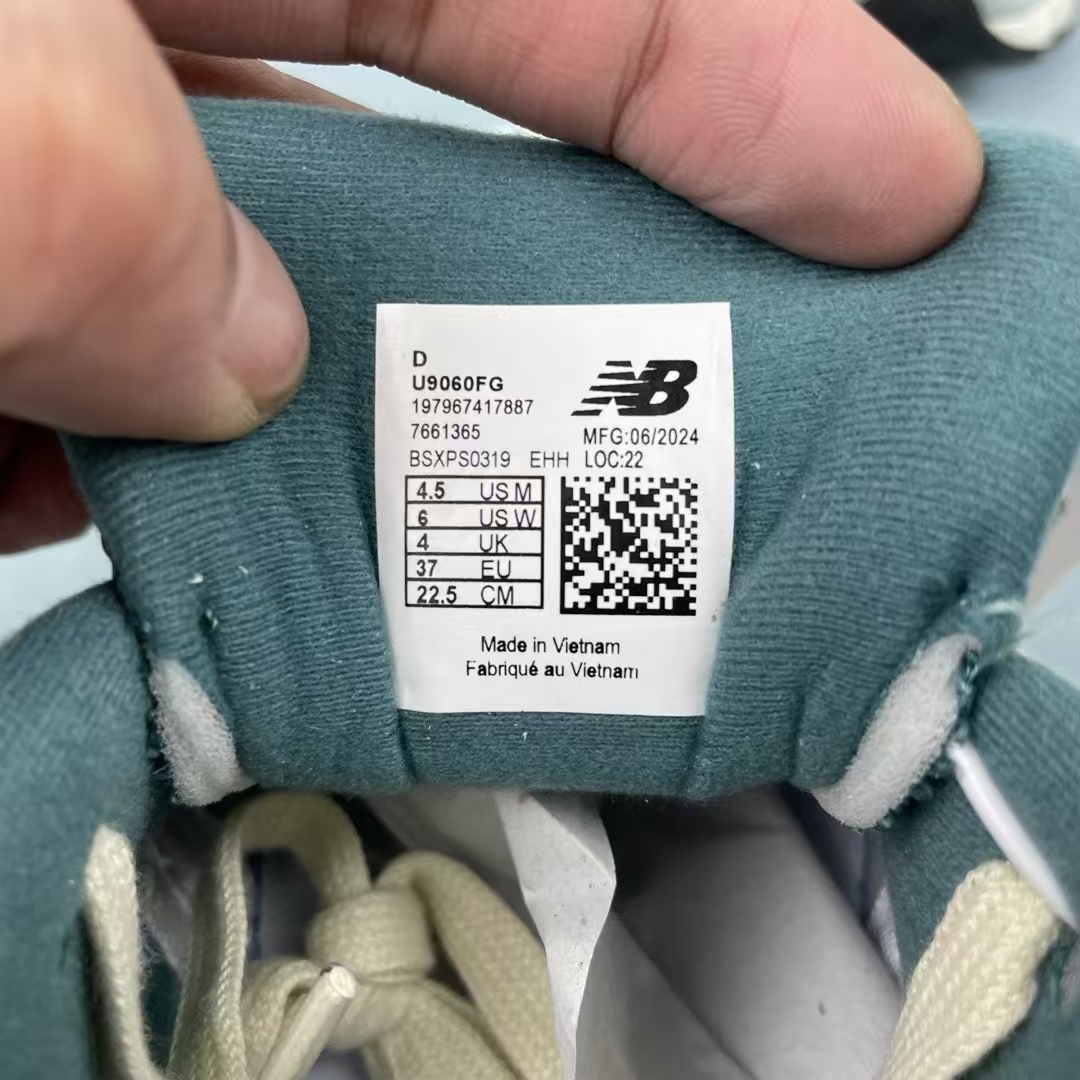 D
U9060FG
197967417887
7661365
BSXPS0319 EHH
NB
MFG:06/2024
LOC:22
4.5 US M
6 US W
4 UK
37 EU
22.5 CM
Made in Vietnam
Fabriqué au Vietnam